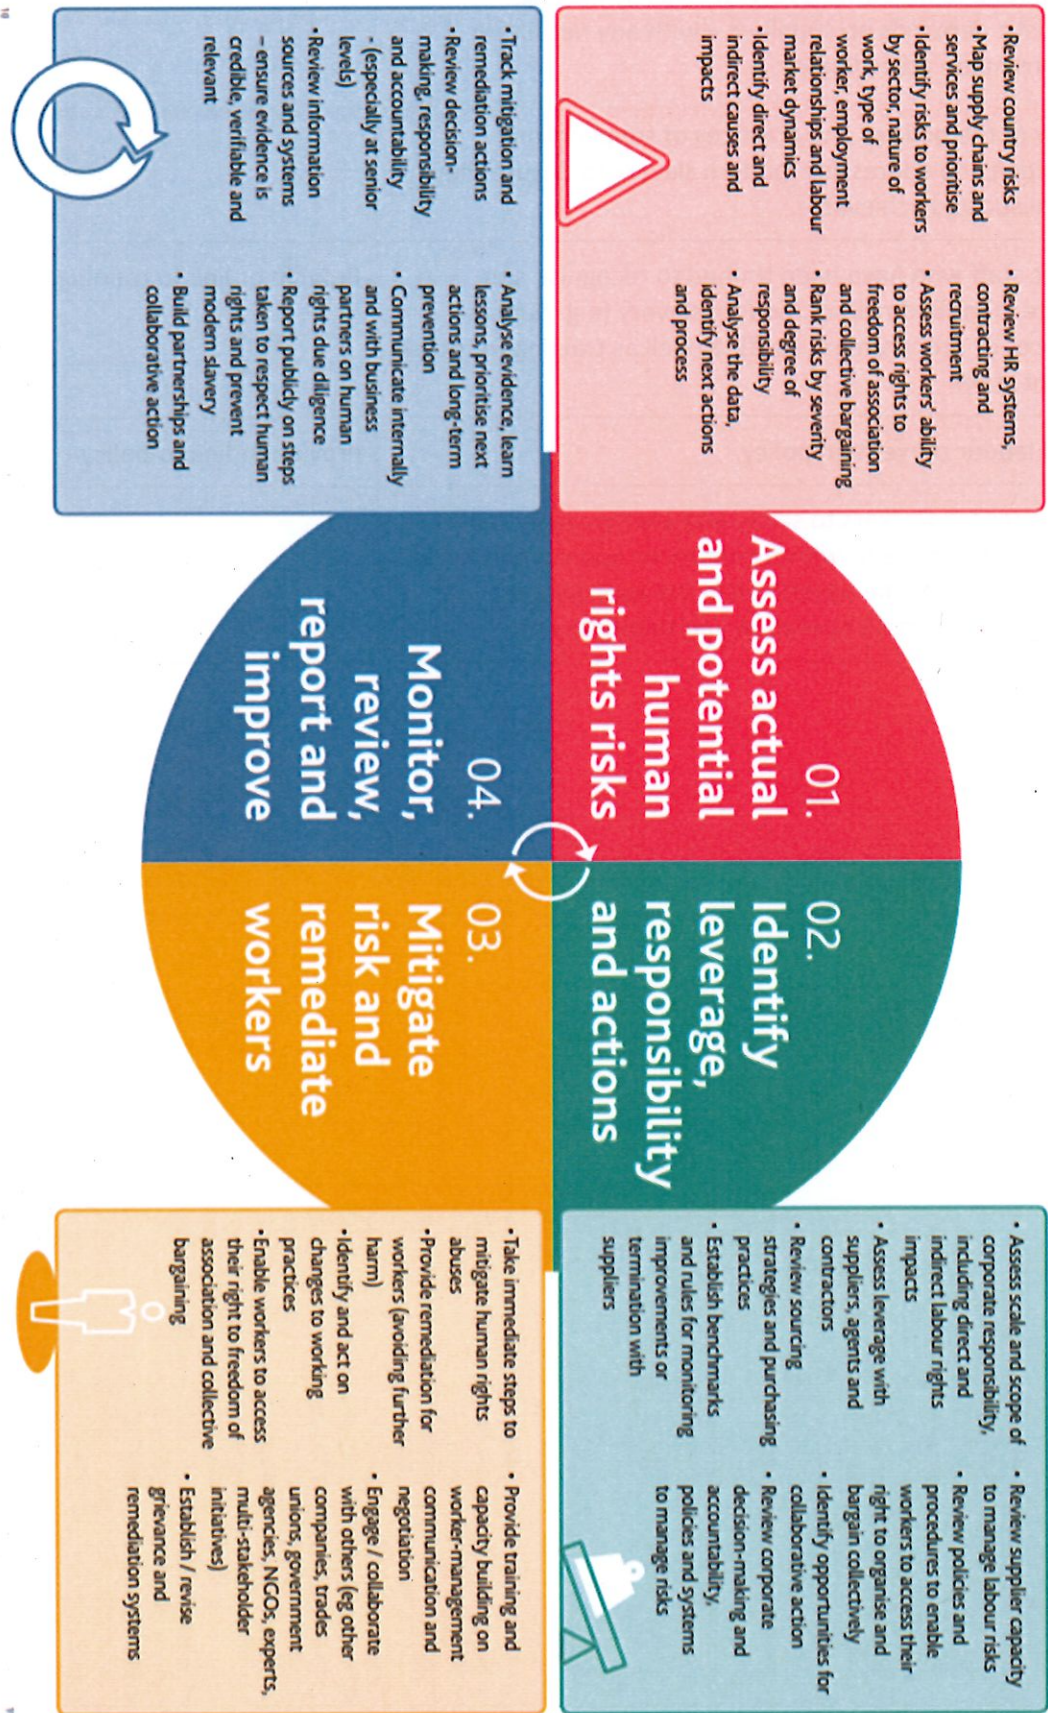 • Review country risks
• Map supply chains and
services and prioritise
• Identify risks to workers
by sector, nature of
work, type of
worker, employment
relationships and labour
market dynamics
• Identify direct and
indirect causes and
impacts
• Review HR systems,
contracting and
recruitment
• Assess workers' ability
to access rights to
freedom of association
and collective bargaining
• Rank risks by severity
and degree of
responsibility
• Analyse the data,
identify next actions
and process
01.
Assess actual
and potential
human
rights risks
02.
Identify
leverage,
responsibility
and actions
• Assess scale and scope of
corporate responsibility,
including direct and
indirect labour rights
impacts
• Assess leverage with
suppliers, agents and
contractors
• Review sourcing
strategies and purchasing
practices
• Establish benchmarks
and rules for monitoring
improvements or
termination with
suppliers
• Review supplier capacity
to manage labour risks
• Review policies and
procedures to enable
workers to access their
right to organise and
bargain collectively
• Identify opportunities for
collaborative action
• Review corporate
decision-making and
accountability,
policies and systems
to manage risks
• Track mitigation and
remediation actions
• Review decision-
making, responsibility
and accountability
- (especially at senior
levels)
• Review information
sources and systems
– ensure evidence is
credible, verifiable and
relevant
• Analyse evidence, learn
lessons, prioritise next
actions and long-term
prevention
• Communicate internally
and with business
partners on human
rights due diligence
• Report publicly on steps
taken to respect human
rights and prevent
modern slavery
• Build partnerships and
collaborative action
04.
Monitor,
review,
report and
improve
03.
Mitigate
risk and
remediate
workers
• Take immediate steps to
mitigate human rights
abuses
• Provide remediation for
workers (avoiding further
harm)
• Identify and act on
changes to working
practices
• Enable workers to access
their right to freedom of
association and collective
bargaining
• Provide training and
capacity building on
worker-management
communication and
negotiation
• Engage / collaborate
with others (eg other
companies, trades
unions, government
agencies, NGOs, experts,
multi-stakeholder
initiatives)
• Establish / revise
grievance and
remediation systems